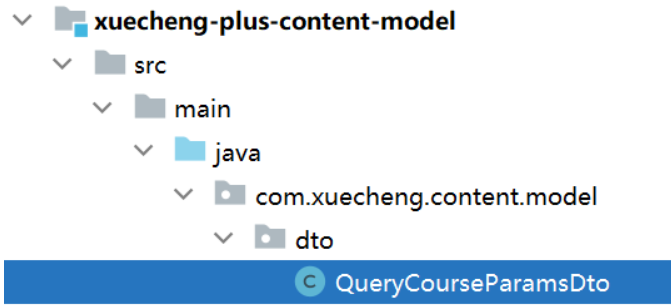 xuecheng-plus-content-model
src
main
java
com.xuecheng.content.model
dto
C QueryCourseParamsDto